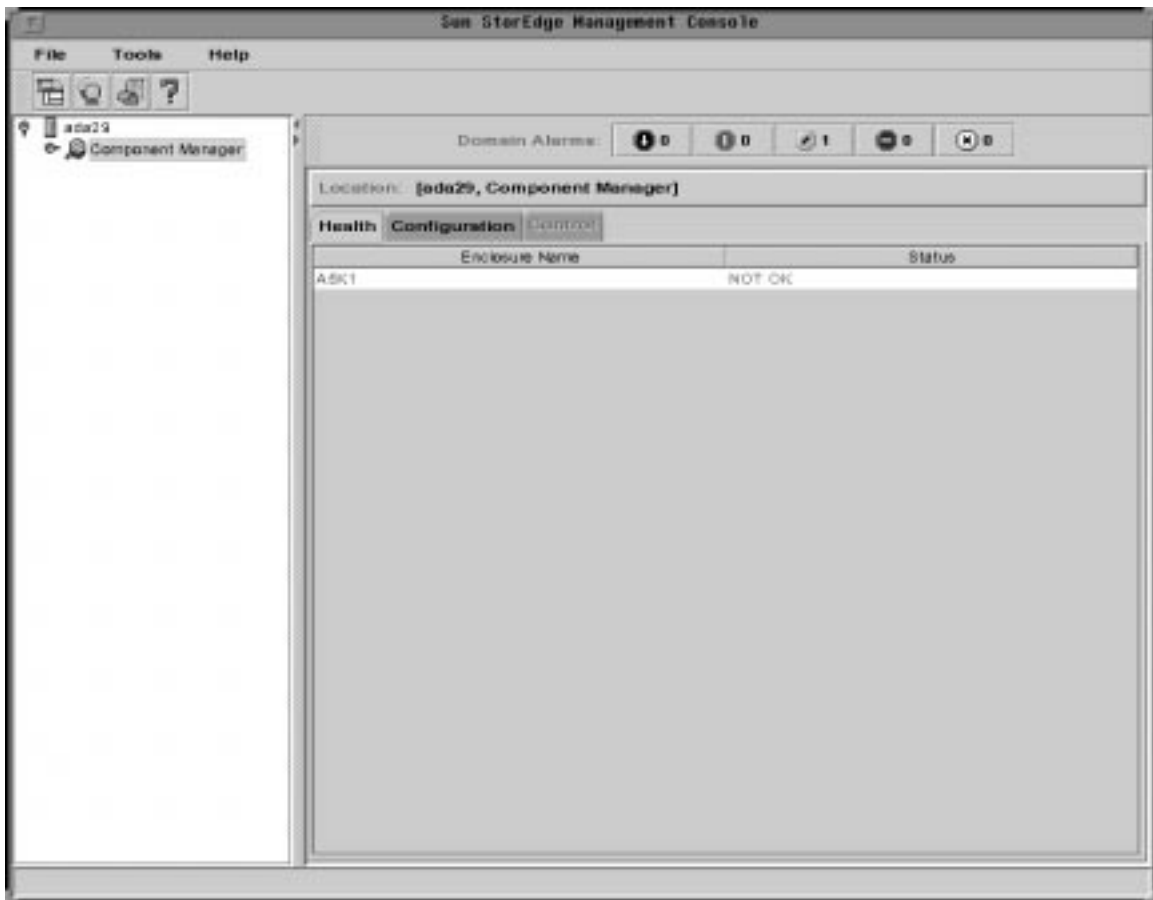 Sun StorEdge Management Console
File Tools Help
ada29
Component Manager
Domain Alarms: 0 0 1 0 0
Location: [ada29, Component Manager]
Health Configuration Control
Enclosure Name Status
A5K1 NOT OK